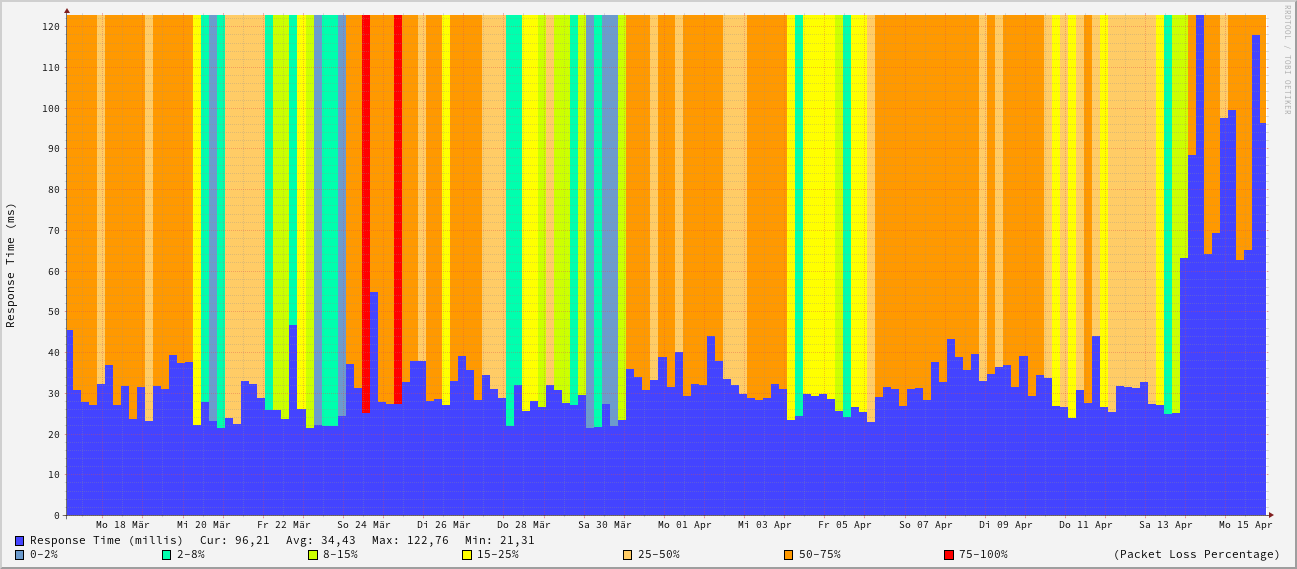 RRDTOOL / TOBI OETIKER
Response Time (ms)
120
110
100
90
80
70
60
50
40
30
20
10
0
Mo 18 Mär Mi 20 Mär Fr 22 Mär So 24 Mär Di 26 Mär Do 28 Mär Sa 30 Mär Mo 01 Apr Mi 03 Apr Fr 05 Apr So 07 Apr Di 09 Apr Do 11 Apr Sa 13 Apr Mo 15 Apr
Response Time (millis) Cur: 96,21 Avg: 34,43 Max: 122,76 Min: 21,31
0-2% 2-8% 8-15% 15-25% 25-50% 50-75% 75-100% (Packet Loss Percentage)